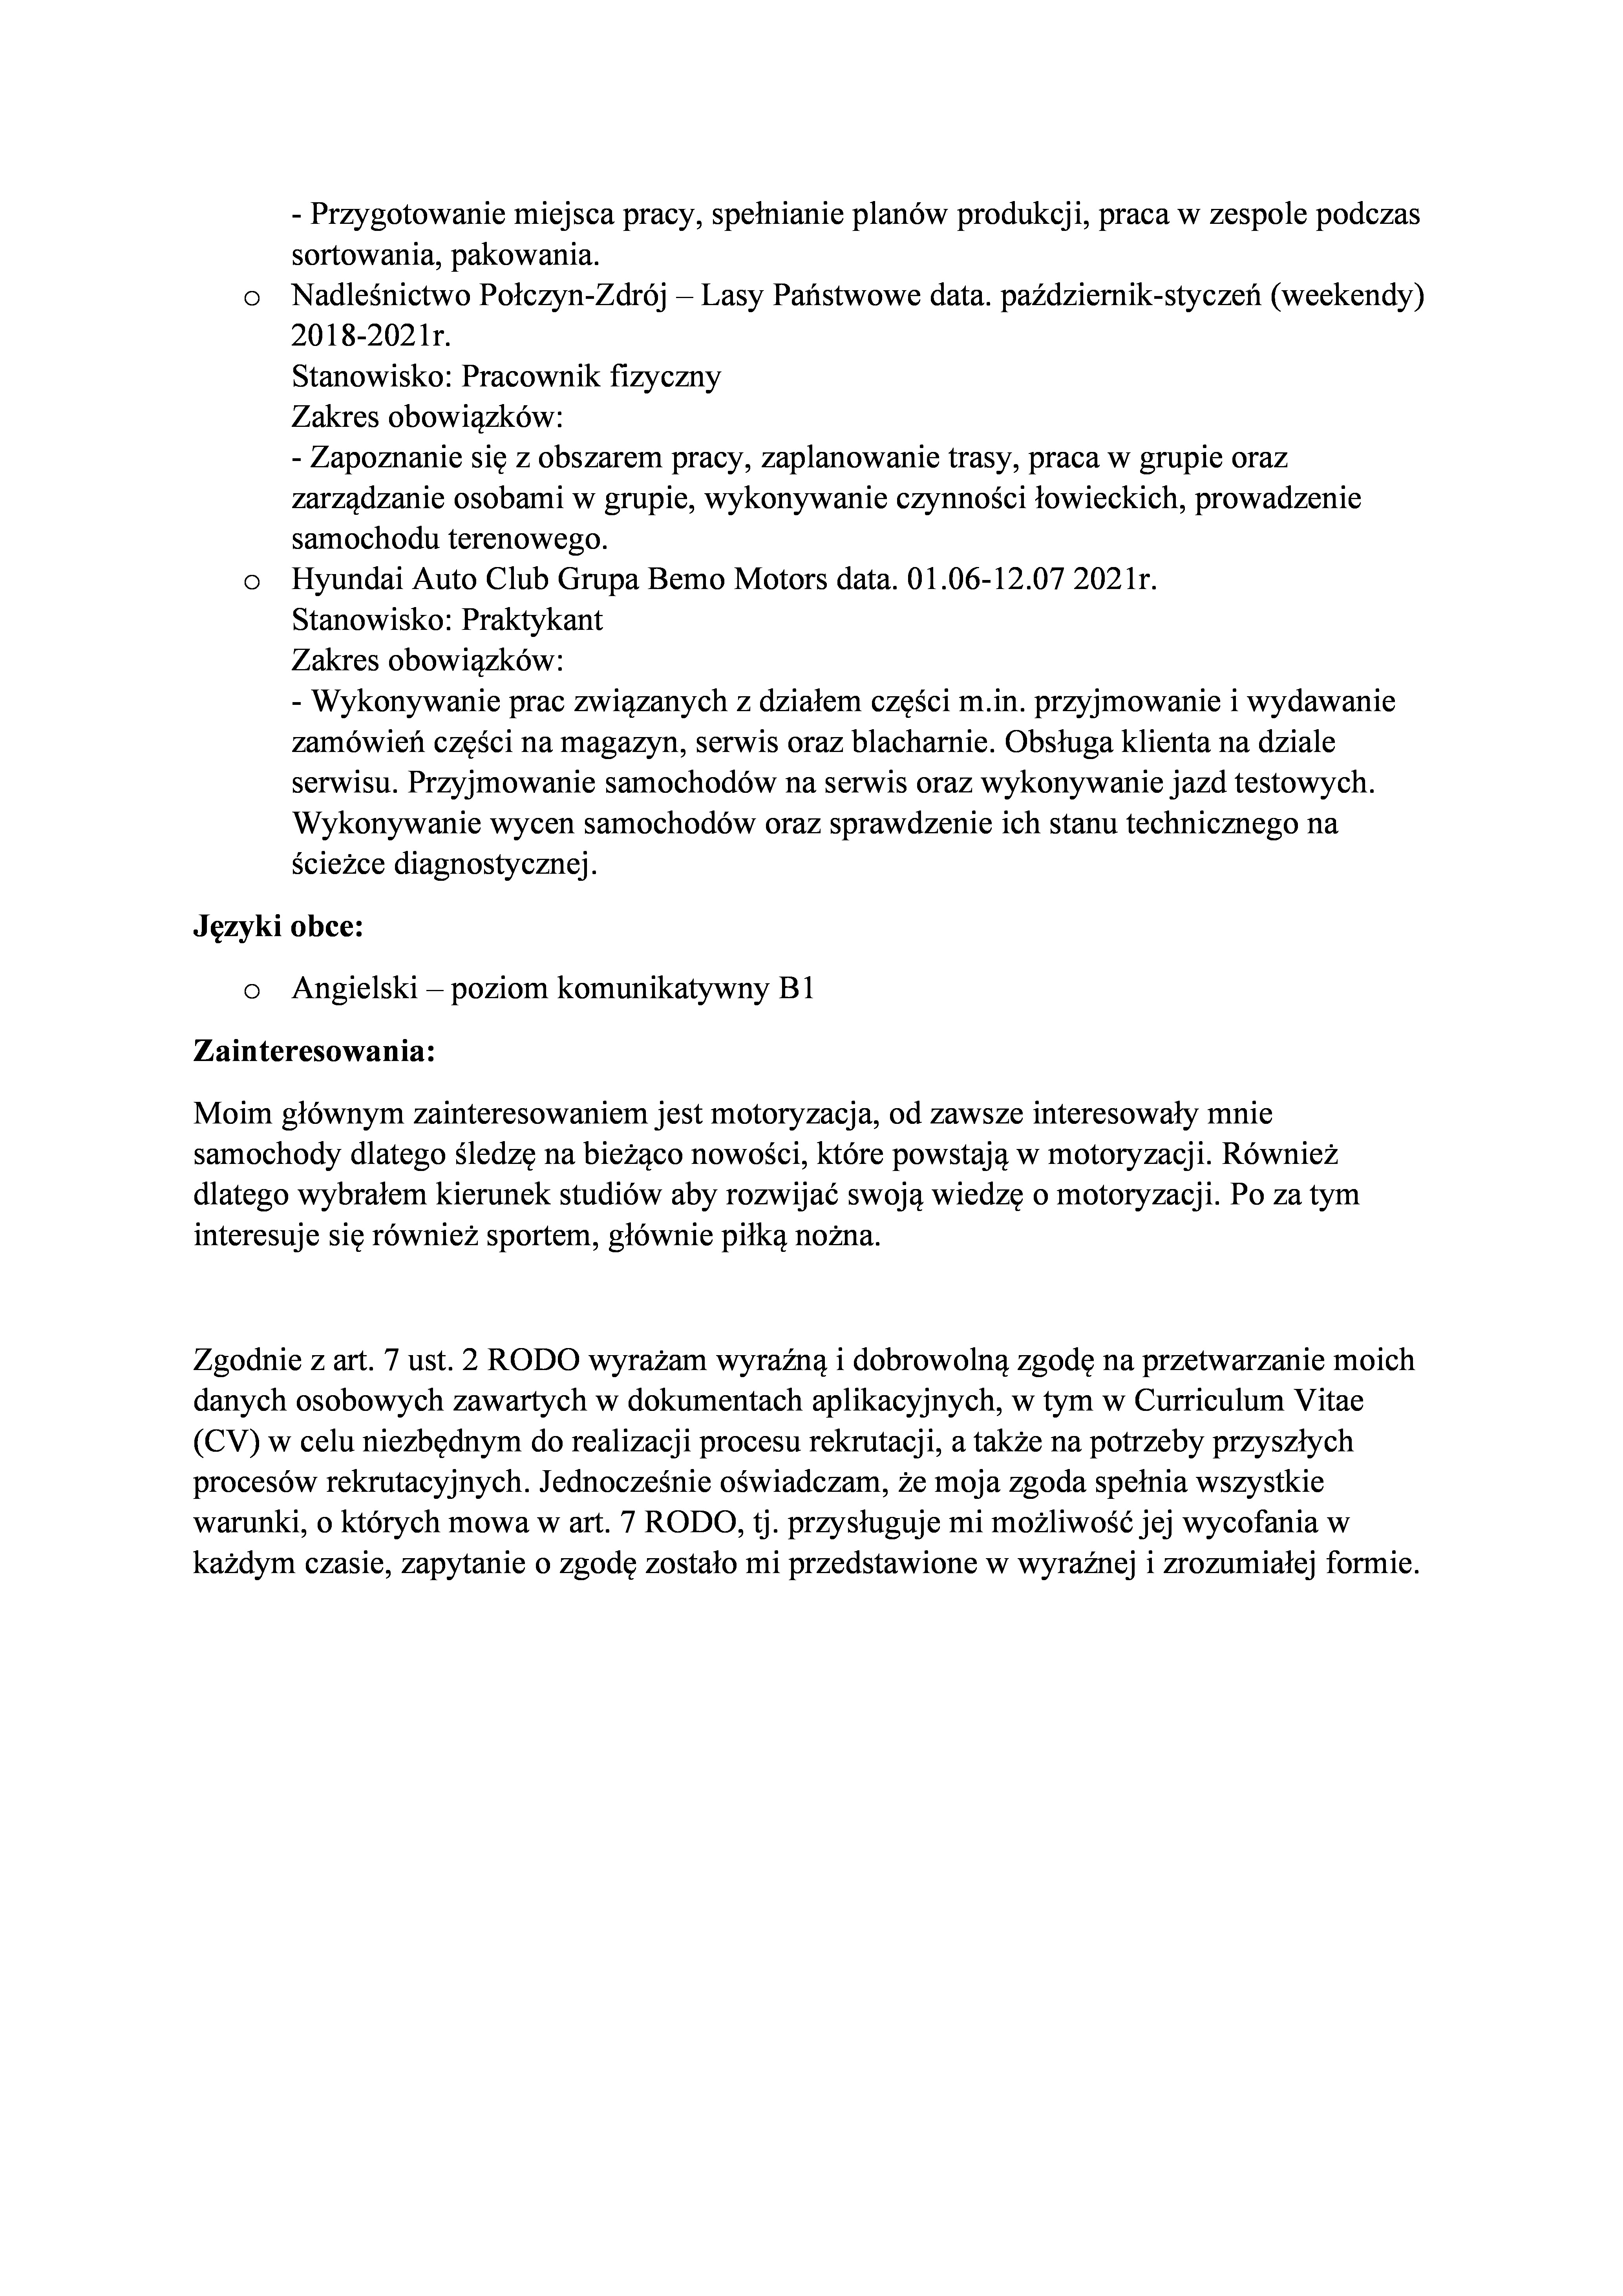 - Przygotowanie miejsca pracy, spełnianie planów produkcji, praca w zespole podczas
sortowania, pakowania.
o Nadleśnictwo Połczyn-Zdrój – Lasy Państwowe data. październik-styczeń (weekendy)
2018-2021r.
Stanowisko: Pracownik fizyczny
Zakres obowiązków:
- Zapoznanie się z obszarem pracy, zaplanowanie trasy, praca w grupie oraz
zarządzanie osobami w grupie, wykonywanie czynności łowieckich, prowadzenie
samochodu terenowego.
o Hyundai Auto Club Grupa Bemo Motors data. 01.06-12.07 2021r.
Stanowisko: Praktykant
Zakres obowiązków:
- Wykonywanie prac związanych z działem części m.in. przyjmowanie i wydawanie
zamówień części na magazyn, serwis oraz blacharnie. Obsługa klienta na dziale
serwisu. Przyjmowanie samochodów na serwis oraz wykonywanie jazd testowych.
Wykonywanie wycen samochodów oraz sprawdzenie ich stanu technicznego na
ścieżce diagnostycznej.
Języki obce:
o Angielski – poziom komunikatywny B1
Zainteresowania:
Moim głównym zainteresowaniem jest motoryzacja, od zawsze interesowały mnie
samochody dlatego śledzę na bieżąco nowości, które powstają w motoryzacji. Również
dlatego wybrałem kierunek studiów aby rozwijać swoją wiedzę o motoryzacji. Po za tym
interesuje się również sportem, głównie piłką nożna.
Zgodnie z art. 7 ust. 2 RODO wyrażam wyraźną i dobrowolną zgodę na przetwarzanie moich
danych osobowych zawartych w dokumentach aplikacyjnych, w tym w Curriculum Vitae
(CV) w celu niezbędnym do realizacji procesu rekrutacji, a także na potrzeby przyszłych
procesów rekrutacyjnych. Jednocześnie oświadczam, że moja zgoda spełnia wszystkie
warunki, o których mowa w art. 7 RODO, tj. przysługuje mi możliwość jej wycofania w
każdym czasie, zapytanie o zgodę zostało mi przedstawione w wyraźnej i zrozumiałej formie.